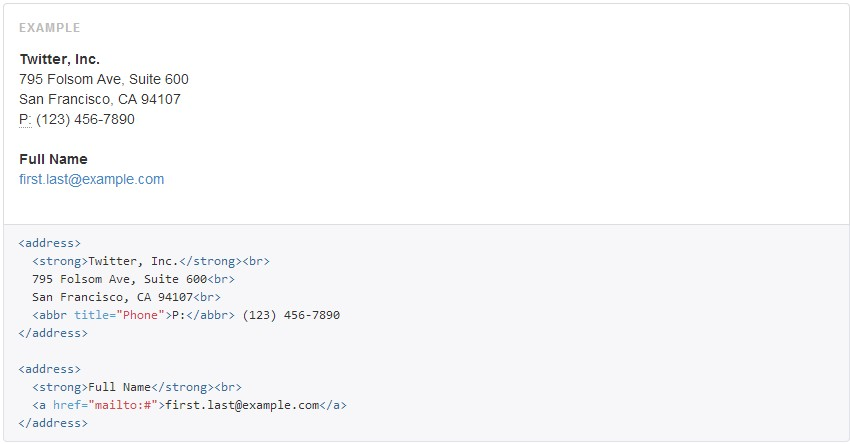 EXAMPLE
Twitter, Inc.
795 Folsom Ave, Suite 600
San Francisco, CA 94107
P: (123) 456-7890
Full Name
first.last@example.com
<address>
  <strong>Twitter, Inc.</strong><br>
  795 Folsom Ave, Suite 600<br>
  San Francisco, CA 94107<br>
  <abbr title="Phone">P:</abbr> (123) 456-7890
</address>
<address>
  <strong>Full Name</strong><br>
  <a href="mailto:#">first.last@example.com</a>
</address>